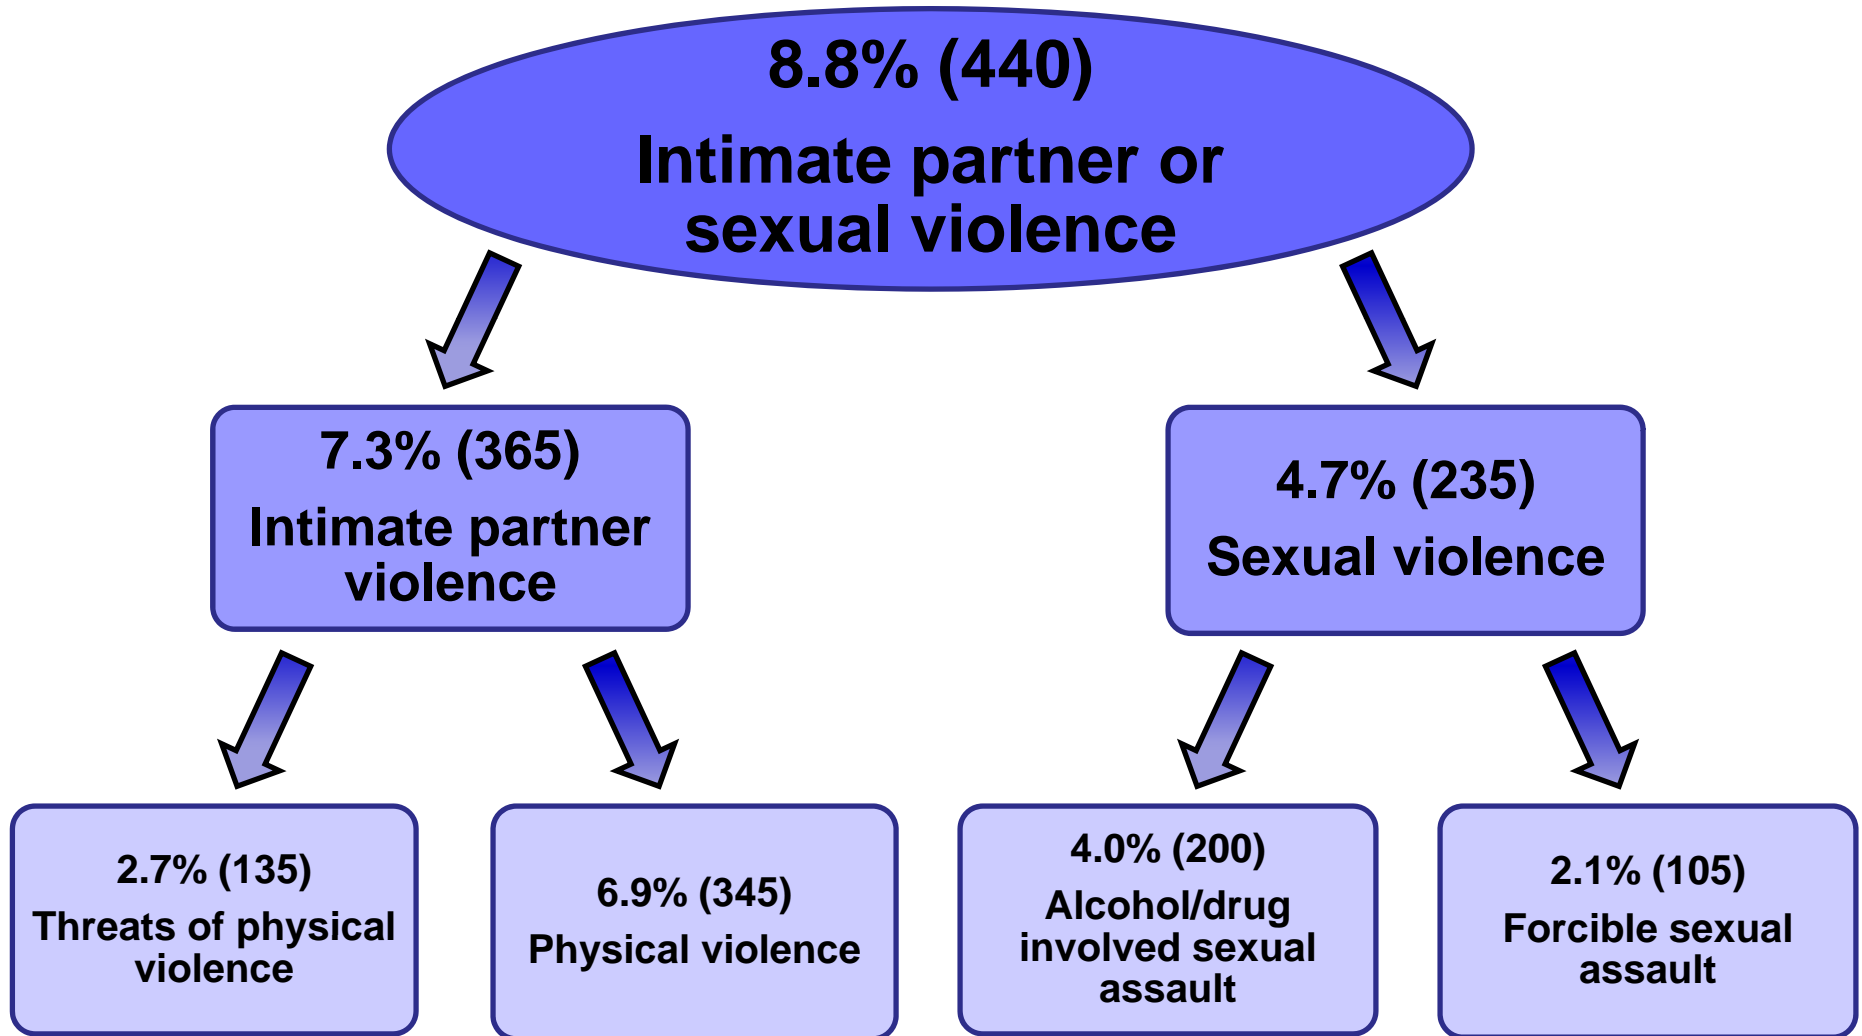 8.8% (440)
Intimate partner or
sexual violence
7.3% (365)
Intimate partner
violence
4.7% (235)
Sexual violence
2.7% (135)
Threats of physical
violence
6.9% (345)
Physical violence
4.0% (200)
Alcohol/drug
involved sexual
assault
2.1% (105)
Forcible sexual
assault